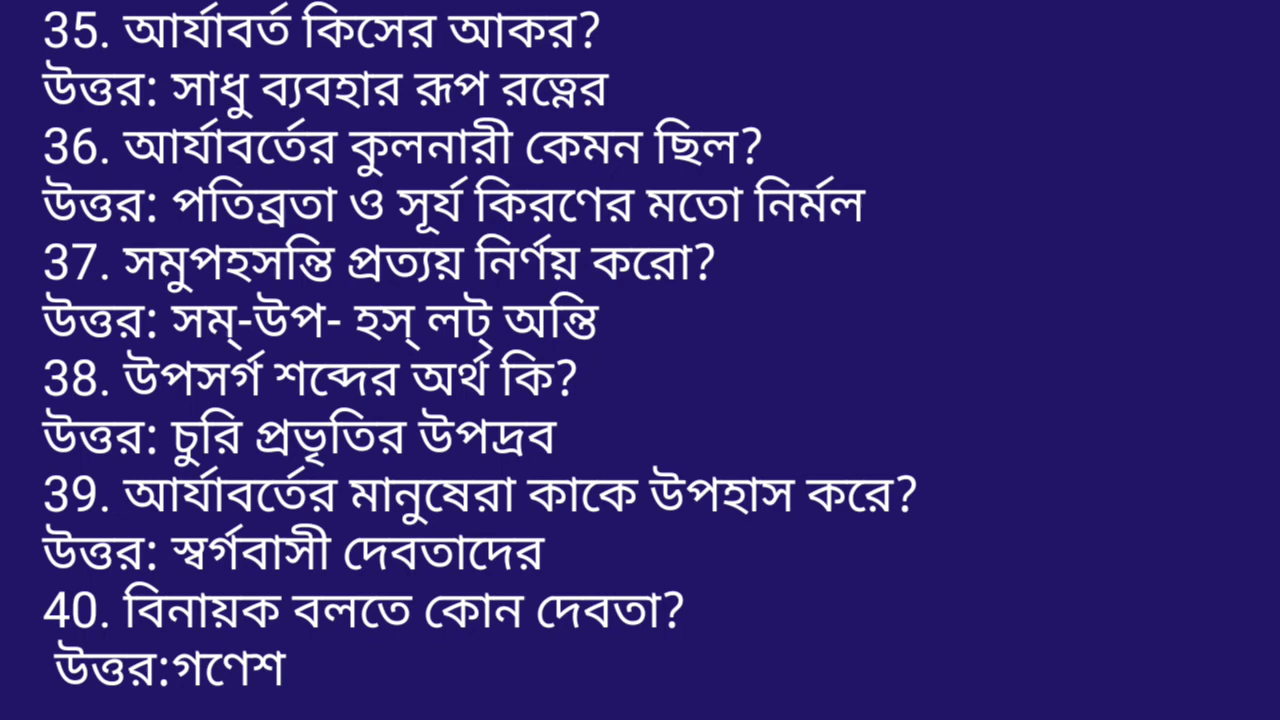 35. আর্যাবর্ত কিসের আকর?
উত্তর: সাধু ব্যবহার রূপ রত্নের
36. আর্যাবর্তের কুলনারী কেমন ছিল?
উত্তর: পতিব্রতা ও সূর্য কিরণের মতো নির্মল
37. সমুপহসন্তি প্রত্যয় নির্ণয় করো?
উত্তর: সম্-উপ- হস্ লট্ অন্তি
38. উপসর্গ শব্দের অর্থ কি?
উত্তর: চুরি প্রভৃতির উপদ্রব
39. আর্যাবর্তের মানুষেরা কাকে উপহাস করে?
উত্তর: স্বর্গবাসী দেবতাদের
40. বিনায়ক বলতে কোন দেবতা?
উত্তর:গণেশ